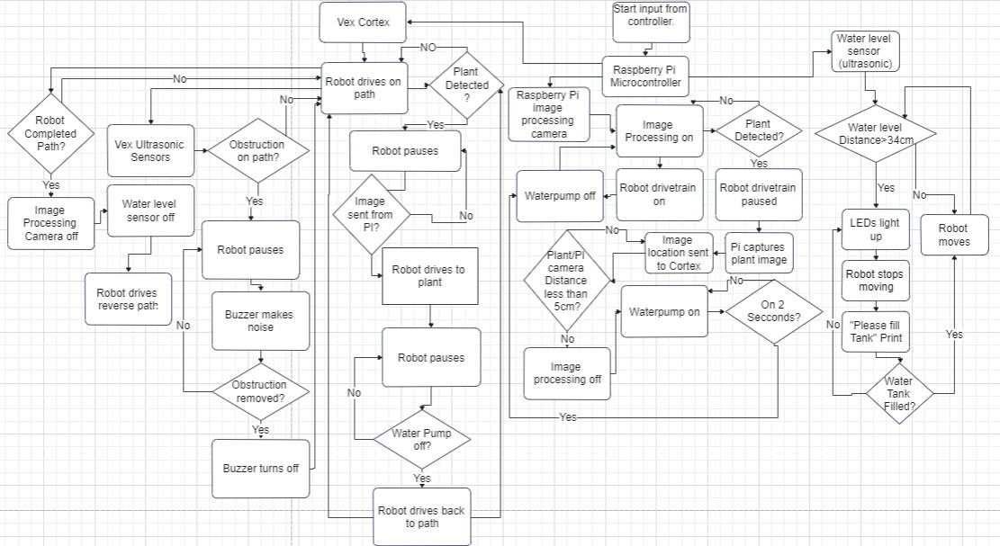 Vex Cortex
Start input from
controller.
NO
Water level
sensor
(ultrasonic)
Raspberry Pi
Microcontroller
No
Robot drives on
path
Plant
Detected
?
Robot
Completed
Path?
No
Raspberry Pi
image
processing
camera
Image
Processing on
No
Plant
Detected?
Water level
Distance>34cm
Vex Ultrasonic
Sensors
Obstruction
on path?
Yes
Robot pauses
Yes
Yes
Yes
No
Image
Processing
Camera off
Water level
sensor off
Yes
Image
sent from
PI?
No
Waterpump off
Robot drivetrain
on
Robot drivetrain
paused
LEDs light
up
Robot
moves
Robot pauses
No
Plant/PI
camera
Distance
less than
5cm?
Image
location sent
to Cortex
Pi captures
plant image
Robot drives
reverse path
Robot drives to
plant
No
Robot stops
moving
Buzzer makes
noise
No
Waterpump on
On 2
Secconds?
No
"Please fill
Tank" Print
Yes
No
Robot pauses
Image
processing off
Obstruction
removed?
No
Water
Tank
Filled?
Yes
Yes
Water Pump
off?
Buzzer turns off
Yes
Robot drives back
to path